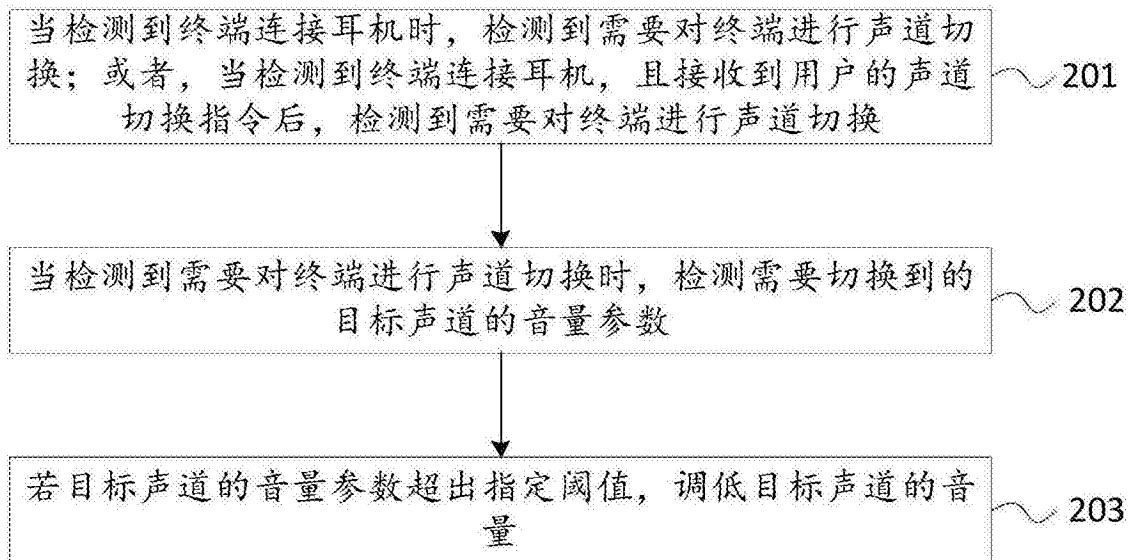 当检测到终端连接耳机时，检测到需要对终端进行声道切
换；或者，当检测到终端连接耳机，且接收到用户的声道
切换指令后，检测到需要对终端进行声道切换
201
当检测到需要对终端进行声道切换时，检测需要切换到的
目标声道的音量参数
202
若目标声道的音量参数超出指定阈值，调低目标声道的音
量
203